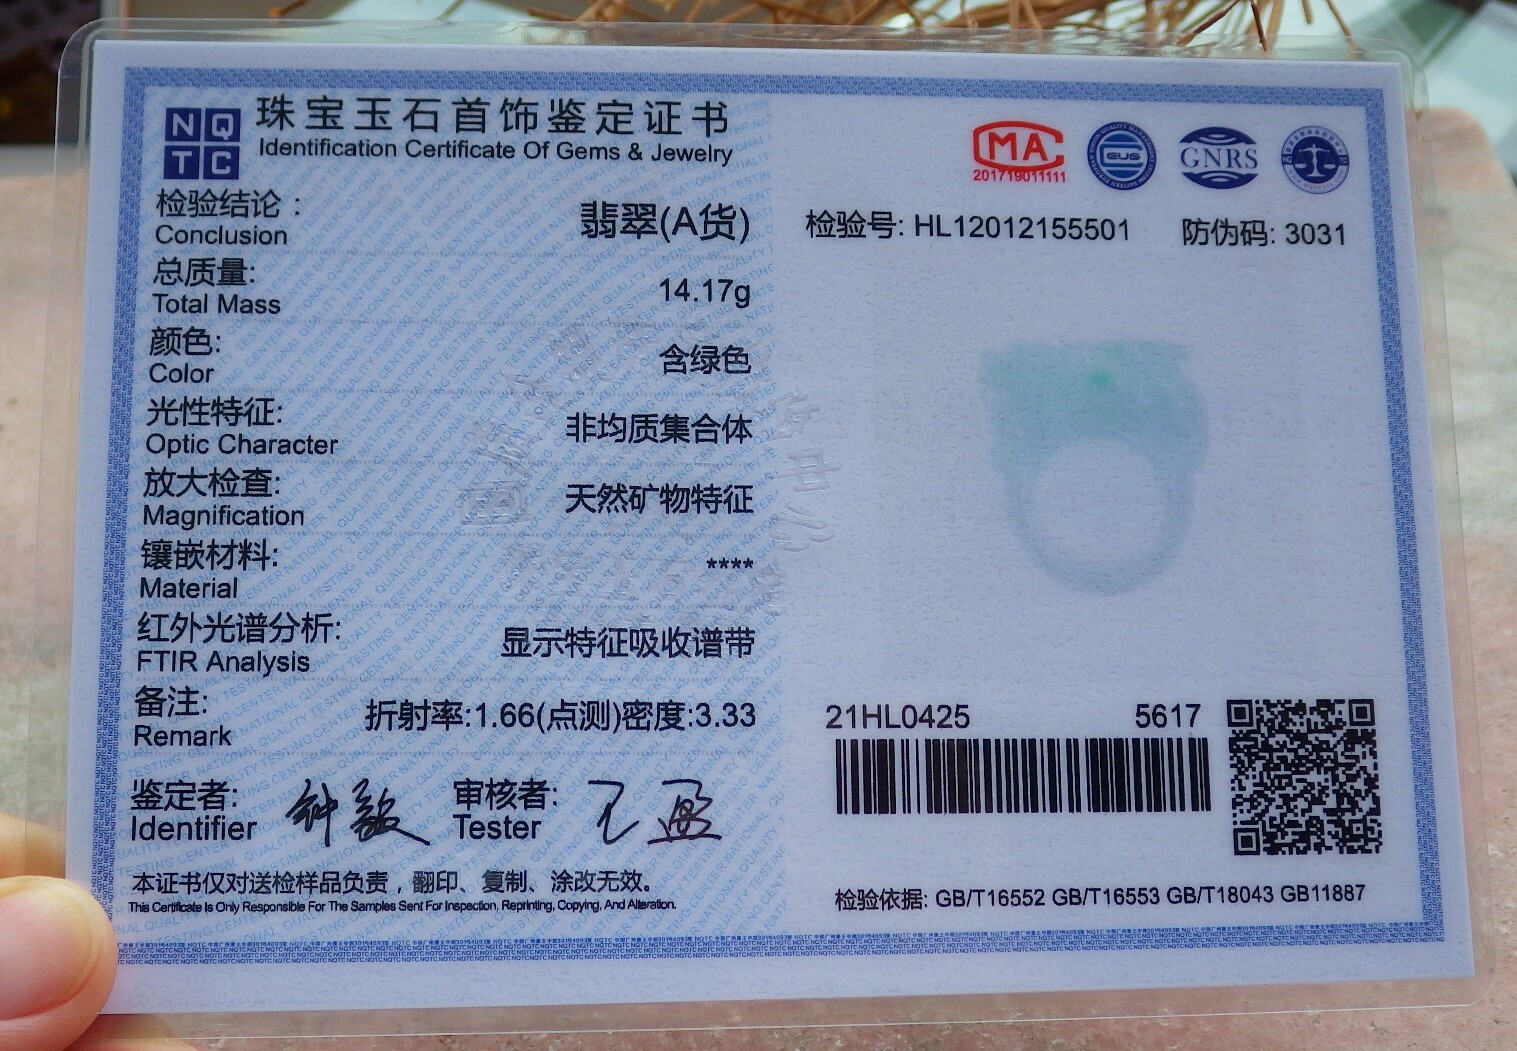 NQ
TC
珠宝玉石首饰鉴定证书
Identification Certificate Of Gems & Jewelry
MA
201719011111
CUS
GNRS
检验结论：
翡翠(A货)
Conclusion
检验号: HL12012155501 防伪码: 3031
总质量:
14.17g
Total Mass
颜色:
含绿色
Color
光性特征:
非均质集合体
Optic Character
放大检查:
天然矿物特征
Magnification
镶嵌材料:
****
Material
红外光谱分析:
显示特征吸收谱带
FTIR Analysis
备注:
折射率:1.66(点测)密度:3.33
Remark
21HL0425 5617
鉴定者: 钟敏 审核者: 王盈
Identifier Tester
本证书仅对送检样品负责，翻印、复制、涂改无效。
This Certificate Is Only Responsible For The Samples Sent For Inspection, Reprinting, Copying, And Alteration.
检验依据: GB/T16552 GB/T16553 GB/T18043 GB11887